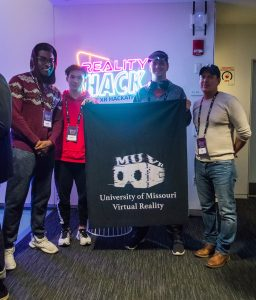 REALITY
HACK
XR HACKATHON
MUVR
University of Missouri
Virtual Reality